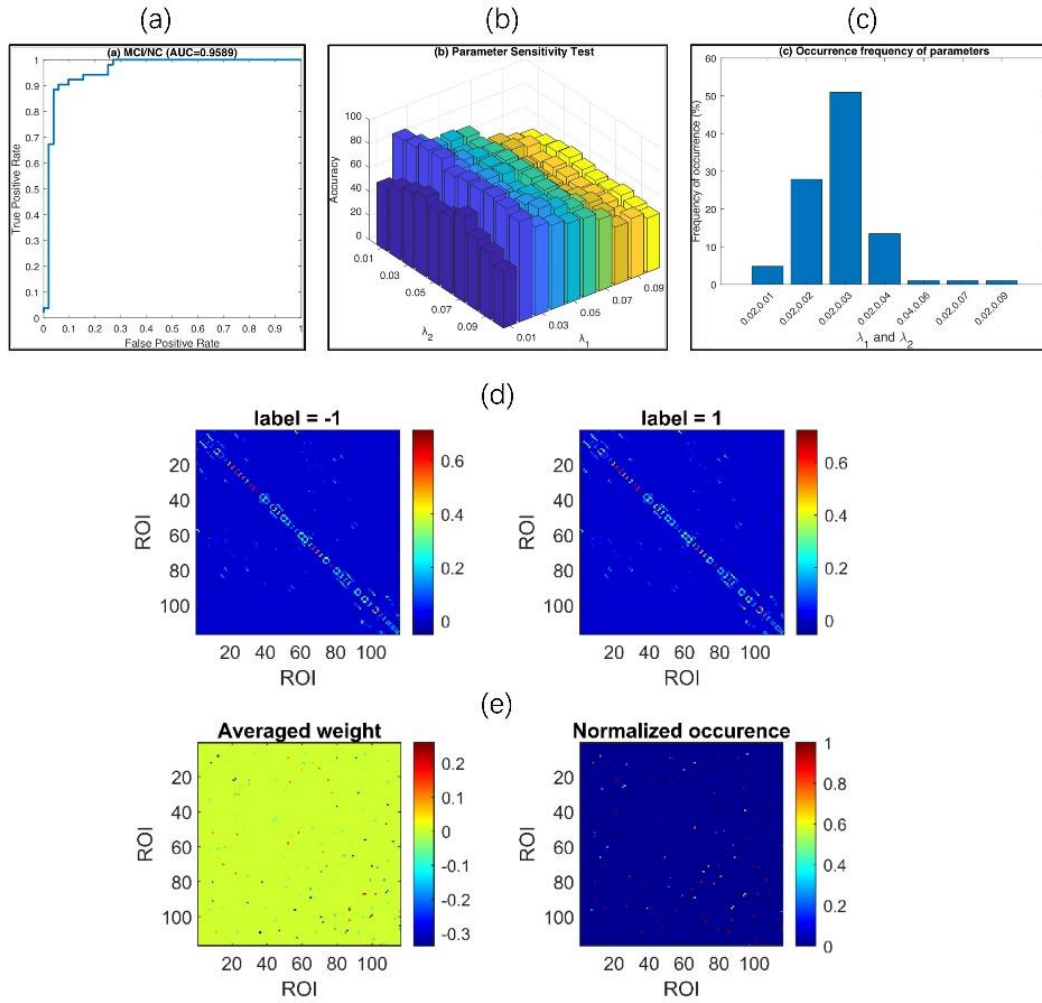 (a)
(b)
(c)
(a) MCI/NC (AUC=0.9589)
1
0.9
0.8
0.7
0.6
0.5
0.4
0.3
0.2
0.1
0
True Positive Rate
0 0.1 0.2 0.3 0.4 0.5 0.6 0.7 0.8 0.9 1
False Positive Rate
(b) Parameter Sensitivity Test
100
80
60
40
20
0
Accuracy
0.01 0.03 0.05 0.07 0.09
λ2
0.01 0.03 0.05 0.07 0.09
λ1
(c) Occurrence frequency of parameters
60
50
40
30
20
10
0
Frequency of occurrence (%)
0.02,0.01 0.02,0.02 0.02,0.03 0.02,0.04 0.04,0.06 0.02,0.07 0.02,0.09
λ1 and λ2
(d)
label = -1
20
40
60
80
100
ROI
20 40 60 80 100
ROI
0.6
0.4
0.2
0
label = 1
20
40
60
80
100
ROI
20 40 60 80 100
ROI
0.6
0.4
0.2
0
(e)
Averaged weight
20
40
60
80
100
ROI
20 40 60 80 100
ROI
0.2
0.1
0
-0.1
-0.2
-0.3
Normalized occurence
20
40
60
80
100
ROI
20 40 60 80 100
ROI
1
0.8
0.6
0.4
0.2
0